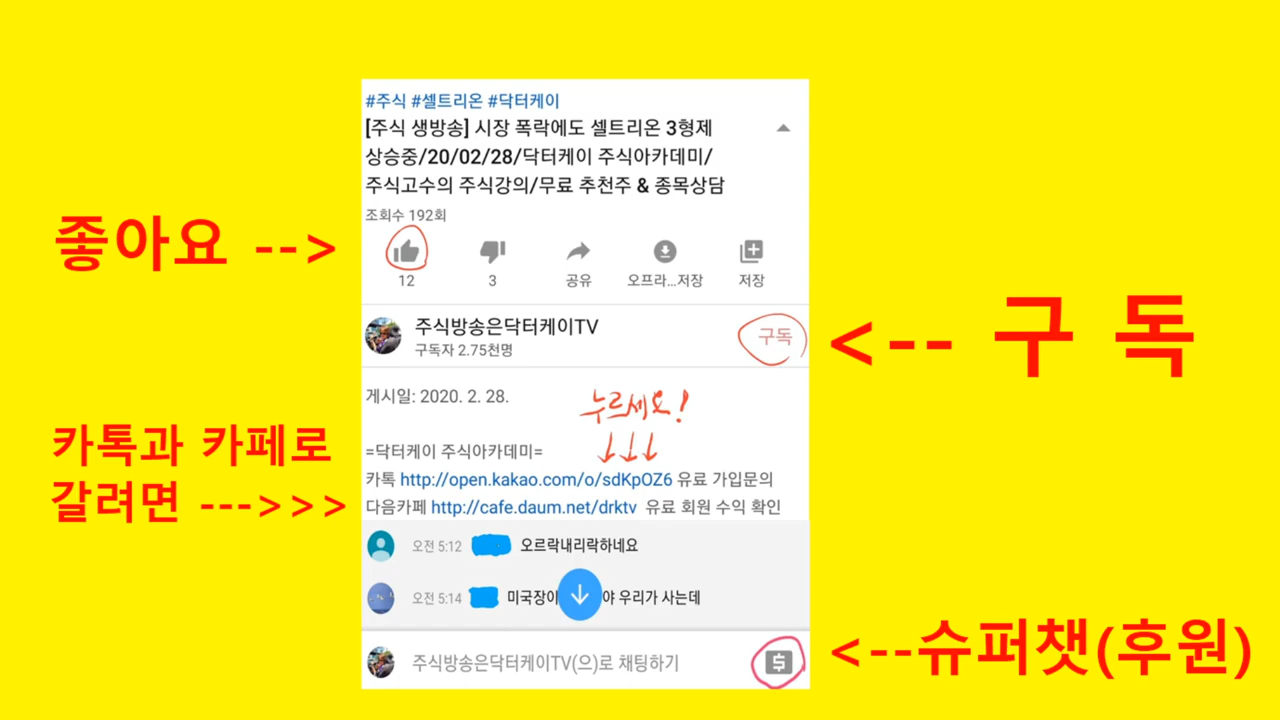 #주식 #셀트리온 #닥터케이
[주식 생방송] 시장 폭락에도 셀트리온 3형제
상승중/20/02/28/닥터케이 주식아카데미/
주식고수의 주식강의/무료 추천주 & 종목상담
조회수 192회
좋아요 -->
12
3
공유
오프라...저장
저장
주식방송은닥터케이TV
구독자 2.75천명
구독
<-- 구 독
게시일: 2020. 2. 28.
누르세요!
↓↓↓
카톡과 카페로
갈려면 --->>>
=닥터케이 주식아카데미=
카톡 http://open.kakao.com/o/sdKpOZ6 유료 가입문의
다음카페 http://cafe.daum.net/drktv 유료 회원 수익 확인
오전 5:12 오르락내리락하네요
오전 5:14 미국장이 야 우리가 사는데
주식방송은닥터케이TV(으)로 채팅하기
<--슈퍼챗(후원)